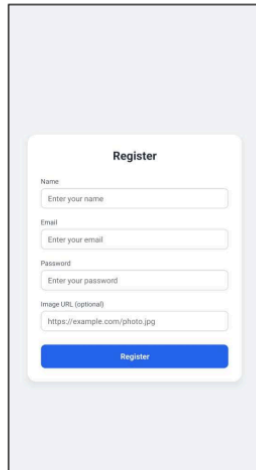 Register
Name
Enter your name
Email
Enter your email
Password
Enter your password
Image URL (optional)
https://example.com/photo.jpg
Register